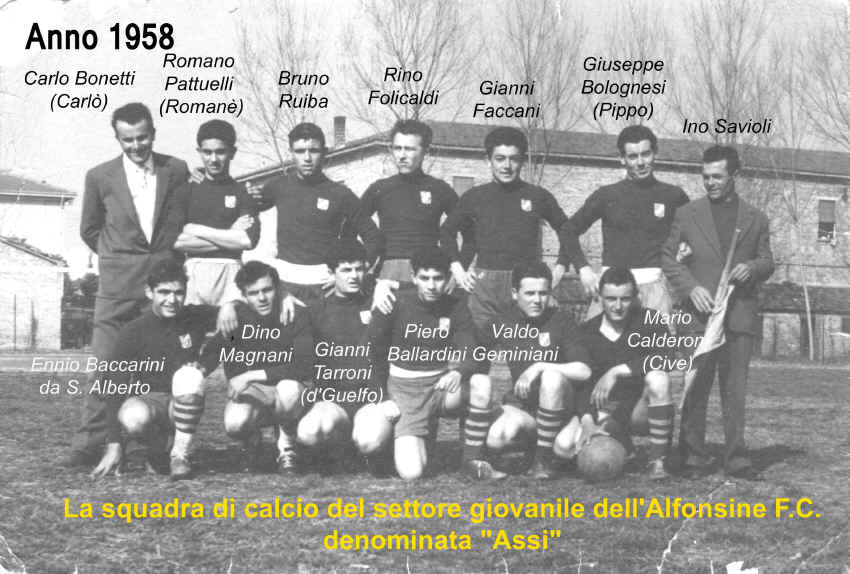 Anno 1958
Carlo Bonetti
(Carlò)
Romano
Pattuelli
(Romanè)
Bruno
Ruiba
Rino
Folicaldi
Gianni
Faccani
Giuseppe
Bolognesi
(Pippo)
Ino Savioli
Ennio Baccarini
da S. Alberto
Dino
Magnani
Gianni
Tarroni
(d'Guelfo)
Piero
Ballardini
Valdo
Geminiani
Mario
Calderoni
(Cive)
La squadra di calcio del settore giovanile dell'Alfonsine F.C.
denominata "Assi"